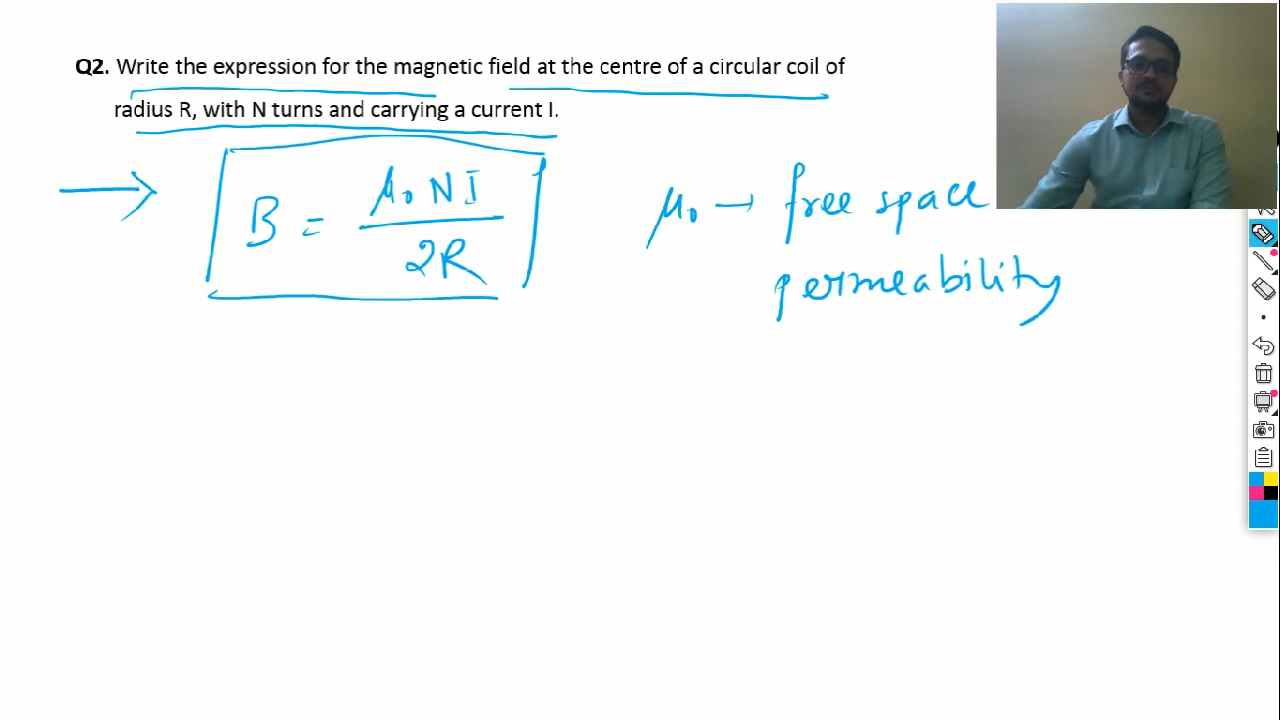 Q2. Write the expression for the magnetic field at the centre of a circular coil of
radius R, with N turns and carrying a current I.
B = μ₀ N I / 2R
μ₀ → free space
permeability